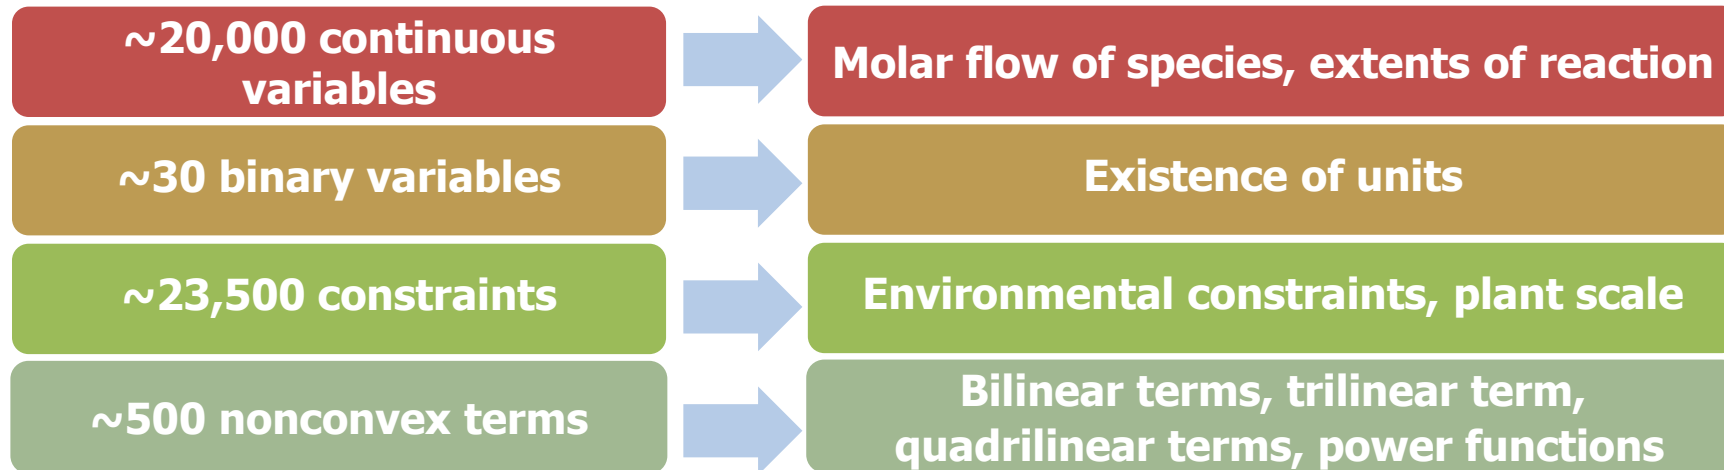 ~20,000 continuous
variables
Molar flow of species, extents of reaction
~30 binary variables
Existence of units
~23,500 constraints
Environmental constraints, plant scale
~500 nonconvex terms
Bilinear terms, trilinear term,
quadrilinear terms, power functions